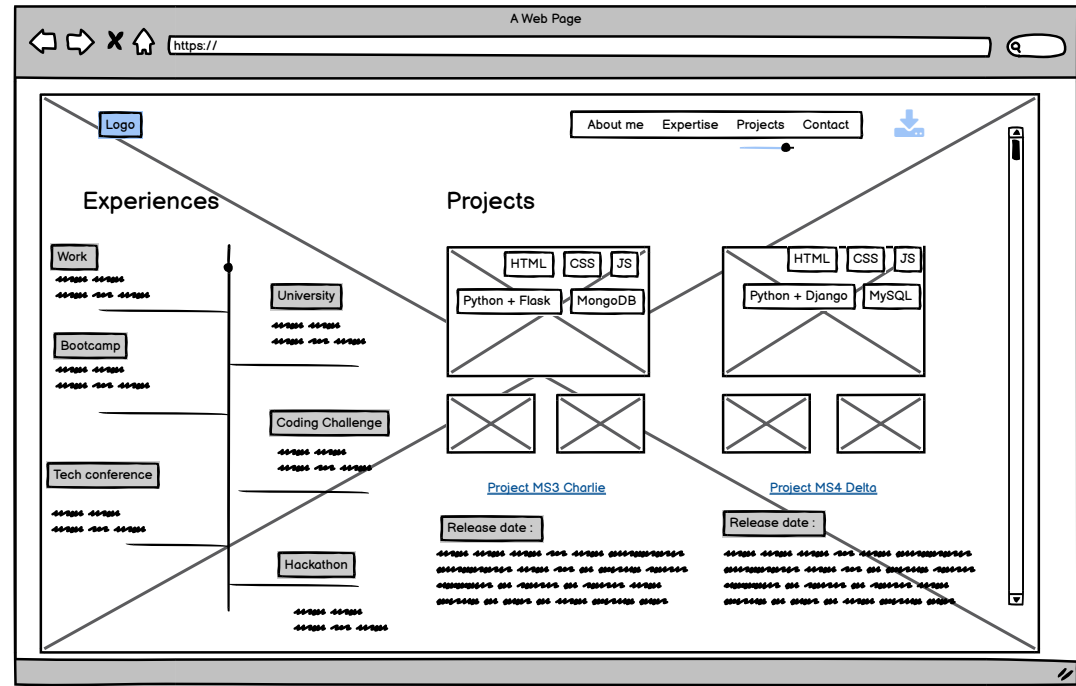 A Web Page
https://
Logo
About me Expertise Projects Contact
Experiences
Work
University
Bootcamp
Coding Challenge
Tech conference
Hackathon
Projects
HTML CSS JS
Python + Flask MongoDB
Project MS3 Charlie
Release date :
HTML CSS JS
Python + Django MySQL
Project MS4 Delta
Release date :